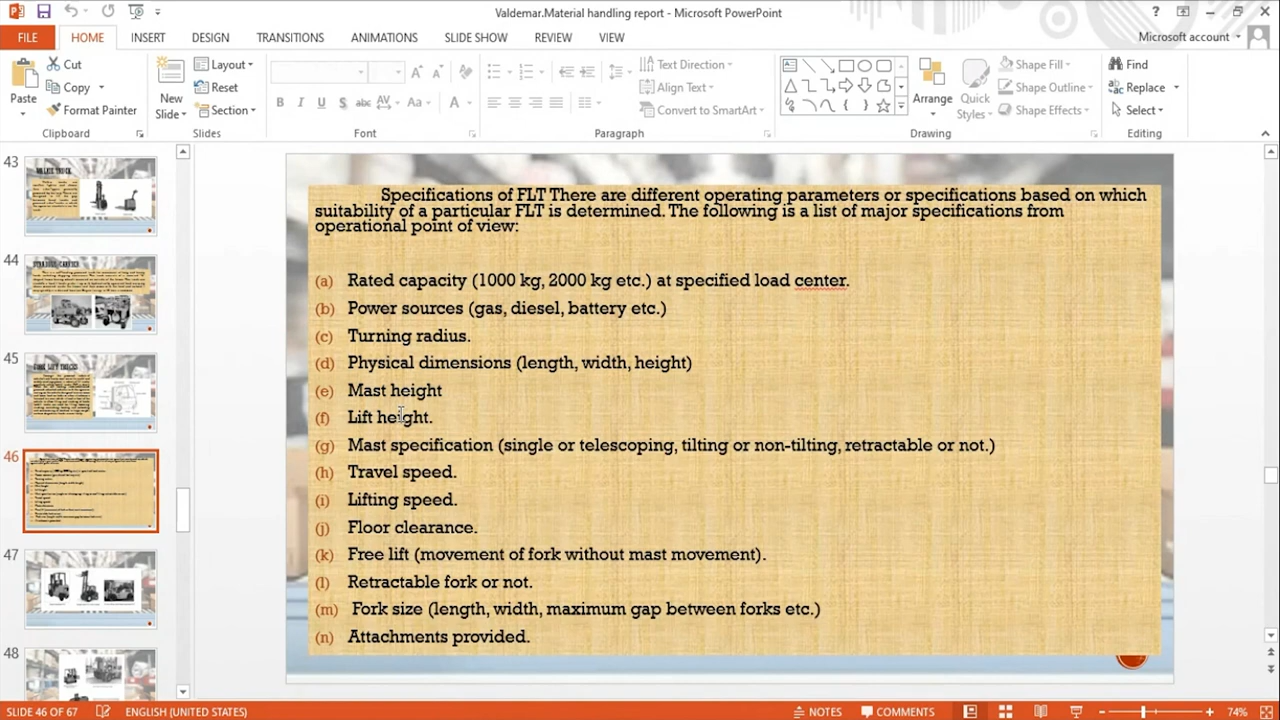 Valdemar.Material handling report - Microsoft PowerPoint
?
FILE HOME INSERT DESIGN TRANSITIONS ANIMATIONS SLIDE SHOW REVIEW VIEW Microsoft account
Paste
Cut
Copy
Format Painter
Clipboard
New Slide
Layout
Reset
Section
Slides
B I U S abc AV Aa A
Font
Text Direction
Align Text
Convert to SmartArt
Paragraph
Arrange
Quick Styles
Shape Fill
Shape Outline
Shape Effects
Drawing
Find
Replace
Select
Editing
43
44
45
46
47
48
Specifications of FLT There are different operating parameters or specifications based on which
suitability of a particular FLT is determined. The following is a list of major specifications from
operational point of view:
(a) Rated capacity (1000 kg, 2000 kg etc.) at specified load center.
(b) Power sources (gas, diesel, battery etc.)
(c) Turning radius.
(d) Physical dimensions (length, width, height)
(e) Mast height
(f) Lift height.
(g) Mast specification (single or telescoping, tilting or non-tilting, retractable or not.)
(h) Travel speed.
(i) Lifting speed.
(j) Floor clearance.
(k) Free lift (movement of fork without mast movement).
(l) Retractable fork or not.
(m) Fork size (length, width, maximum gap between forks etc.)
(n) Attachments provided.
SLIDE 46 OF 67 ENGLISH (UNITED STATES) NOTES COMMENTS 74%